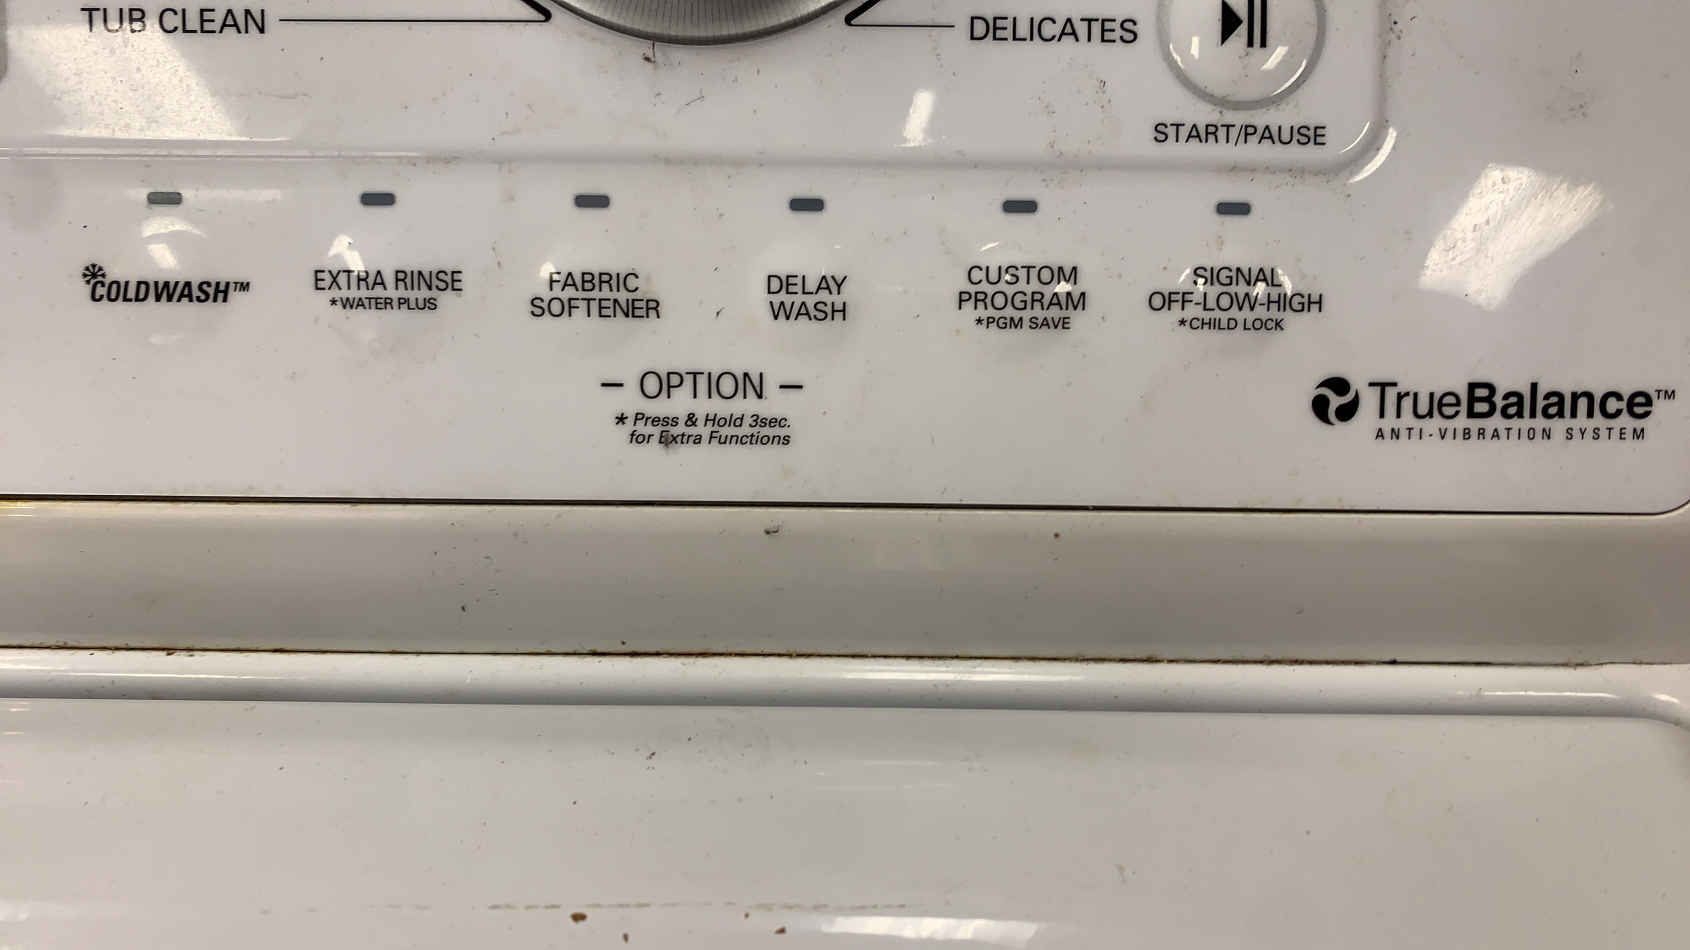 TUB CLEAN
DELICATES
START/PAUSE
COLDWASH™
EXTRA RINSE
*WATER PLUS
FABRIC
SOFTENER
DELAY
WASH
CUSTOM
PROGRAM
*PGM SAVE
SIGNAL
OFF-LOW-HIGH
*CHILD LOCK
– OPTION –
* Press & Hold 3sec.
for Extra Functions
TrueBalance™
ANTI-VIBRATION SYSTEM